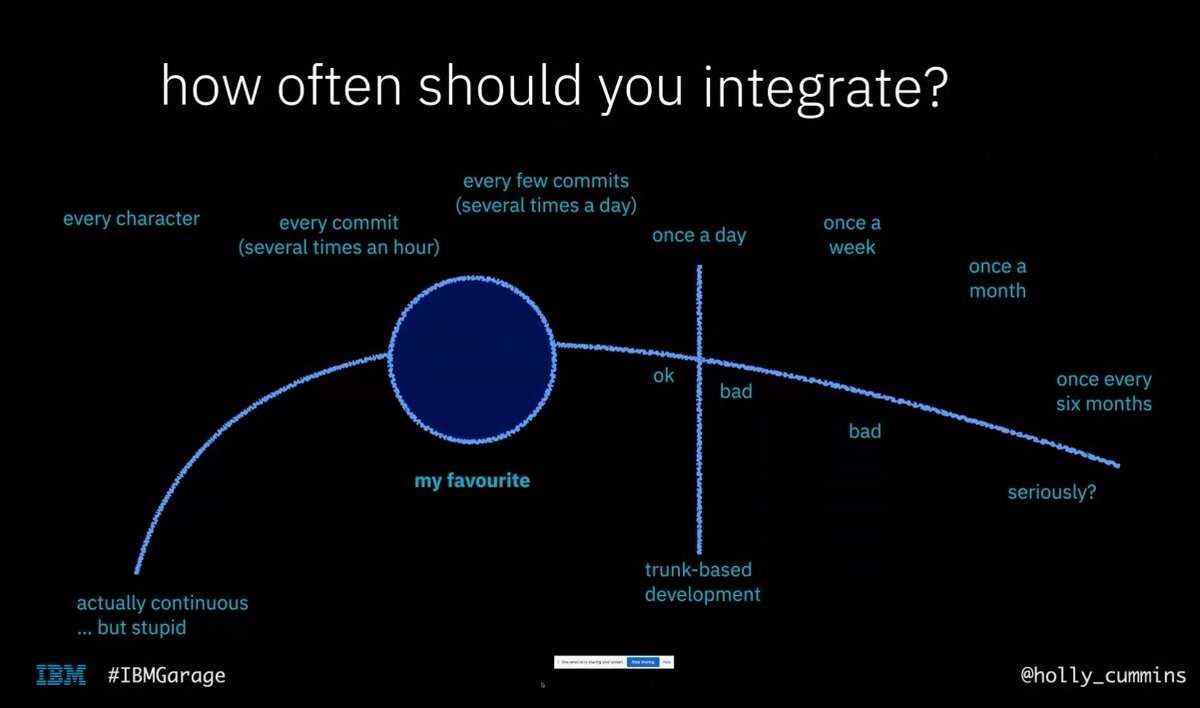 how often should you integrate?
every few commits
(several times a day)
every character
every commit
(several times an hour)
once a day
once a
week
once a
month
once every
six months
ok
bad
bad
seriously?
my favourite
trunk-based
development
actually continuous
... but stupid
IBM
#IBMGarage
Stop sharing
Hide
@holly_cummins